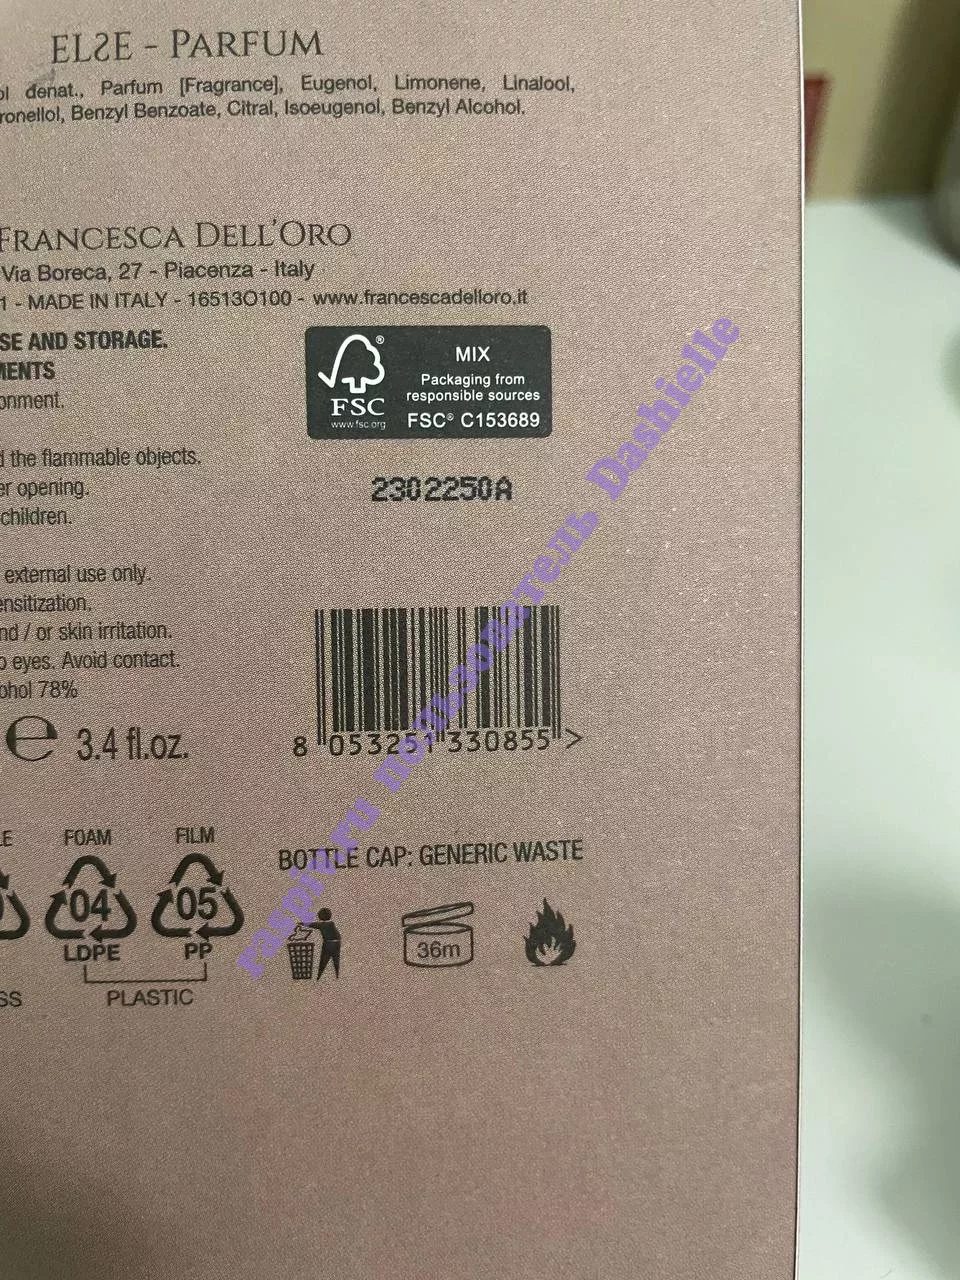 ELSE - PARFUM
denat., Parfum [Fragrance], Eugenol, Limonene, Linalool,
ronellol, Benzyl Benzoate, Citral, Isoeugenol, Benzyl Alcohol.
FRANCESCA DELL'ORO
Via Boreca, 27 - Piacenza - Italy
1 - MADE IN ITALY - 16513O100 - www.francescadelloro.it
SE AND STORAGE.
MENTS
onment.
the flammable objects.
er opening.
children.
external use only.
ensitization.
nd / or skin irritation.
o eyes. Avoid contact.
ohol 78%
e 3.4 fl.oz.
FSC®
www.fsc.org
MIX
Packaging from
responsible sources
FSC® C153689
2302250A
8 053251 330855 >
BOTTLE CAP: GENERIC WASTE
FOAM
FILM
04
05
LDPE
PP
SS
PLASTIC
36m
raspiv.ru пользователь Dashielle